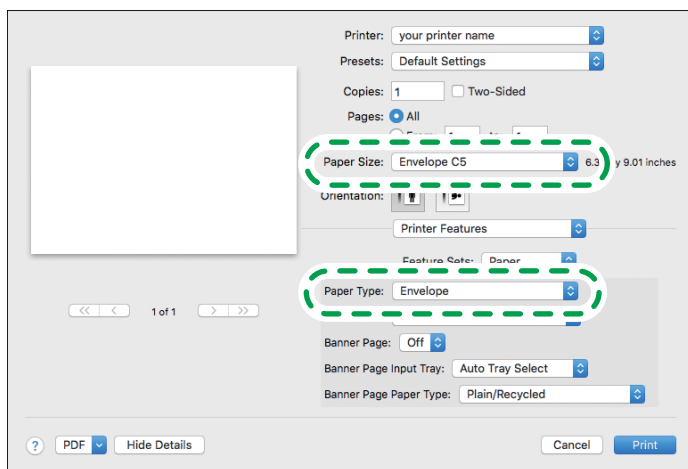 Printer: your printer name
Presets: Default Settings
Copies: 1 Two-Sided
Pages: All
Paper Size: Envelope C5 6.3 y 9.01 inches
Orientation:
Printer Features
Feature Sets: Paper
Paper Type: Envelope
<< < 1 of 1 > >>
Banner Page: Off
Banner Page Input Tray: Auto Tray Select
Banner Page Paper Type: Plain/Recycled
? PDF Hide Details Cancel Print